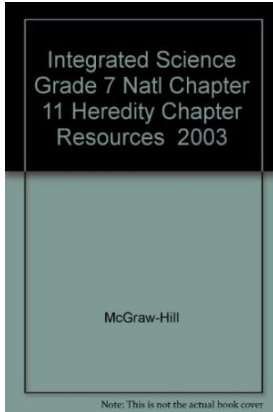 Integrated Science
Grade 7 Natl Chapter
11 Heredity Chapter
Resources 2003
McGraw-Hill
Note: This is not the actual book cover